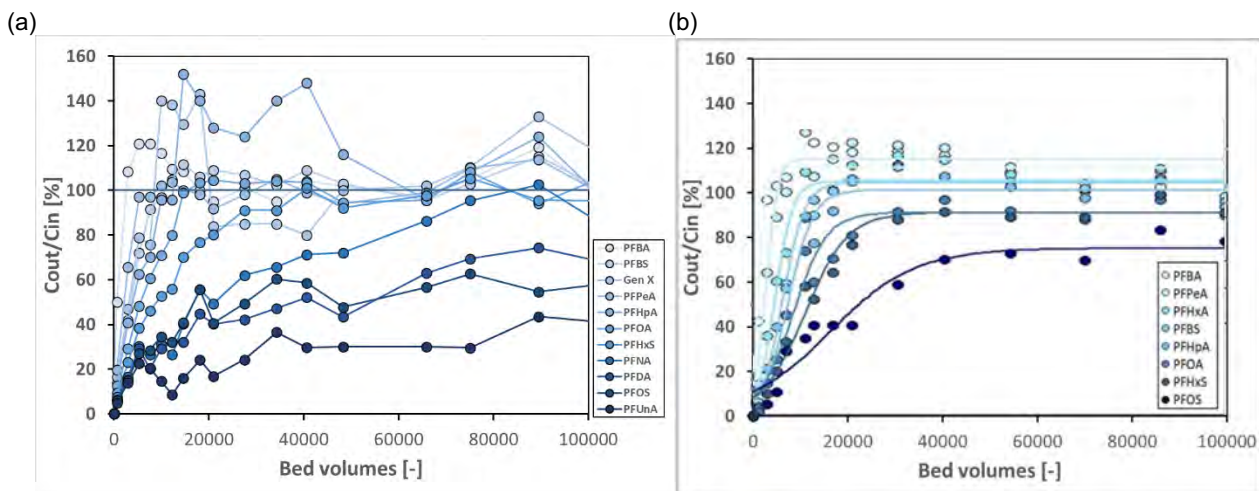 (a)
(b)
160
140
120
100
80
60
40
20
0
Cout/Cin [%]
0
20000
40000
60000
80000
100000
Bed volumes [-]
PFBA
PFBS
Gen X
PFPeA
PFHpA
PFOA
PFHxS
PFNA
PFDA
PFOS
PFUnA
160
140
120
100
80
60
40
20
0
Cout/Cin [%]
0
20000
40000
60000
80000
100000
Bed volumes [-]
PFBA
PFPeA
PFHxA
PFBS
PFHpA
PFOA
PFHxS
PFOS